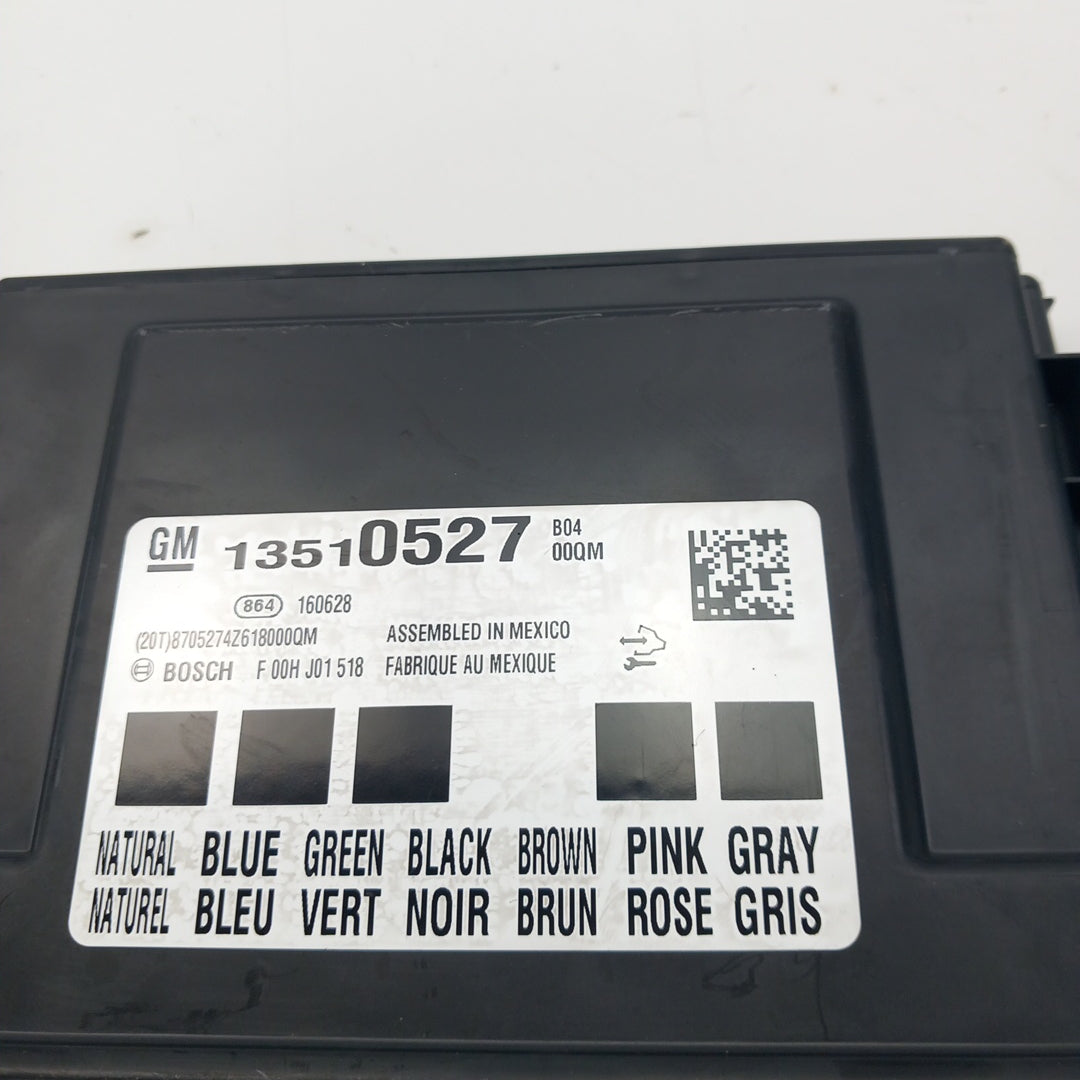 GM 13510527 B04
00QM
864 160628
(20T)8705274Z618000QM ASSEMBLED IN MEXICO
BOSCH F 00H J01 518 FABRIQUE AU MEXIQUE
NATURAL BLUE GREEN BLACK BROWN PINK GRAY
NATUREL BLEU VERT NOIR BRUN ROSE GRIS